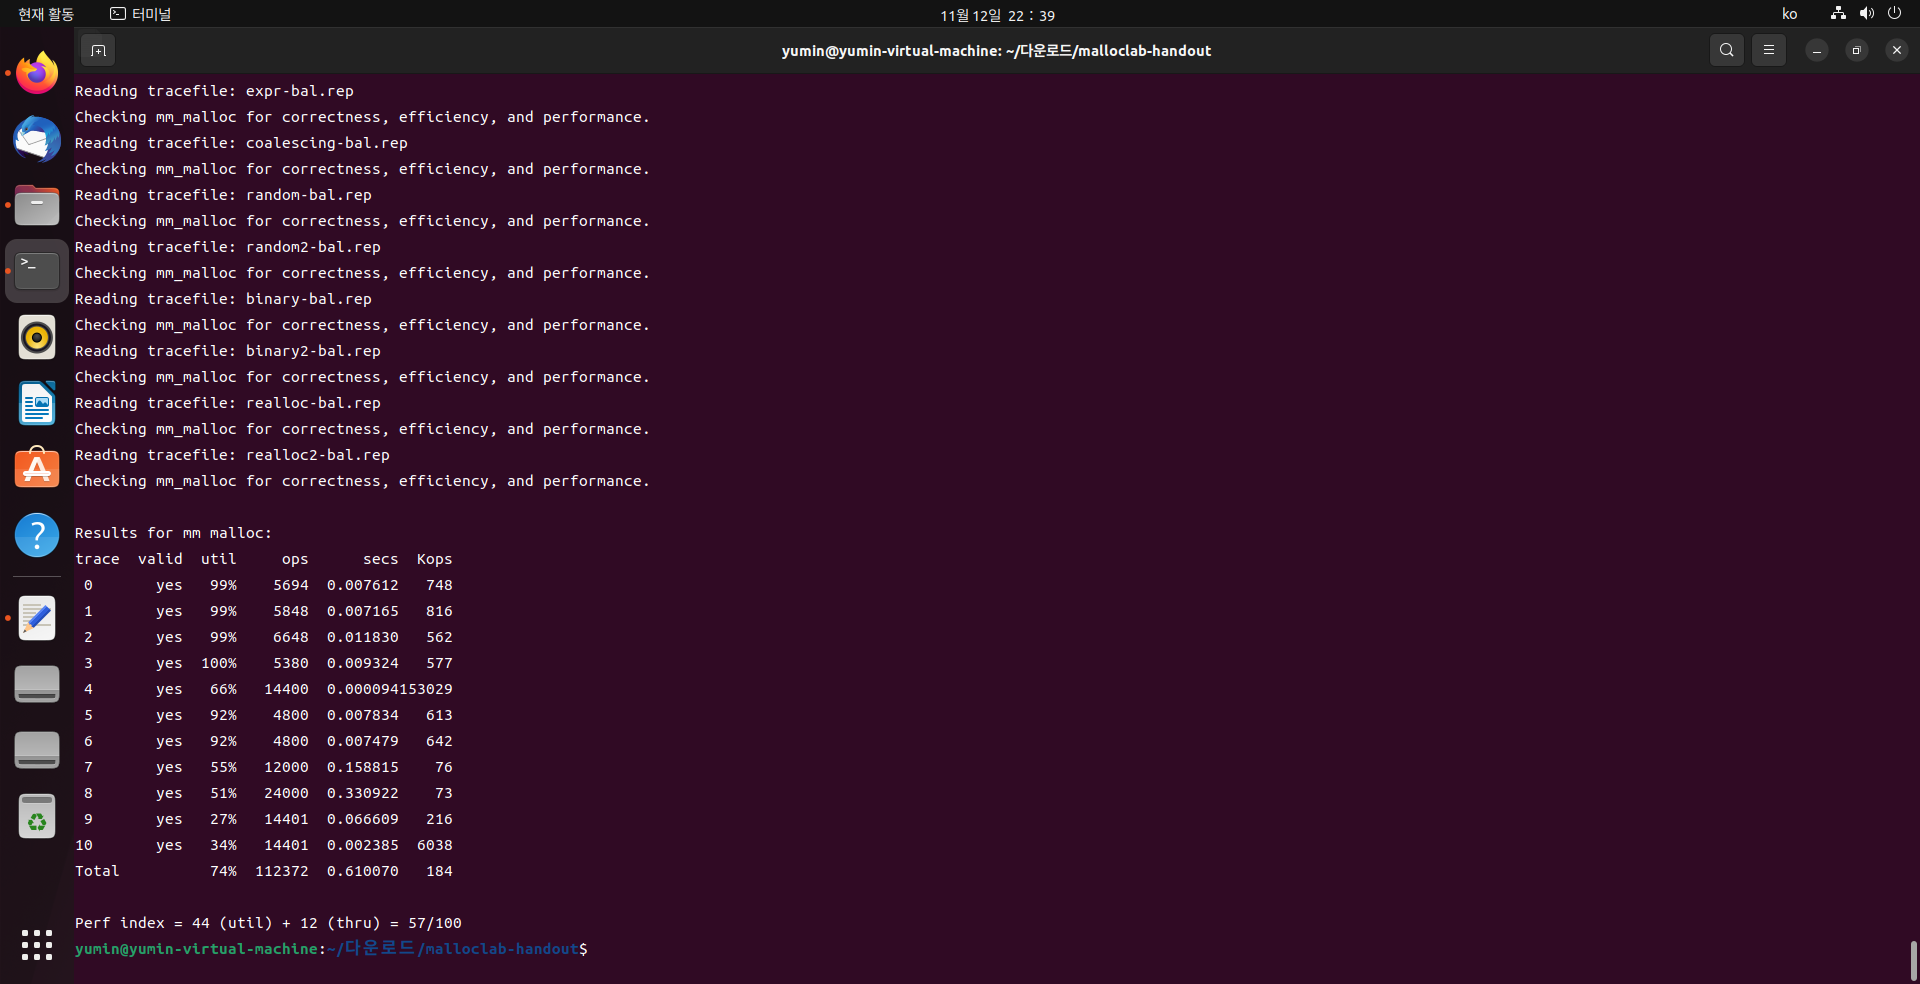 현재 활동 터미널 11월 12일 22 : 39 ko
yumin@yumin-virtual-machine: ~/다운로드/malloclab-handout
Reading tracefile: expr-bal.rep
Checking mm_malloc for correctness, efficiency, and performance.
Reading tracefile: coalescing-bal.rep
Checking mm_malloc for correctness, efficiency, and performance.
Reading tracefile: random-bal.rep
Checking mm_malloc for correctness, efficiency, and performance.
Reading tracefile: random2-bal.rep
Checking mm_malloc for correctness, efficiency, and performance.
Reading tracefile: binary-bal.rep
Checking mm_malloc for correctness, efficiency, and performance.
Reading tracefile: binary2-bal.rep
Checking mm_malloc for correctness, efficiency, and performance.
Reading tracefile: realloc-bal.rep
Checking mm_malloc for correctness, efficiency, and performance.
Reading tracefile: realloc2-bal.rep
Checking mm_malloc for correctness, efficiency, and performance.
Results for mm malloc:
trace valid util ops secs Kops
0 yes 99% 5694 0.007612 748
1 yes 99% 5848 0.007165 816
2 yes 99% 6648 0.011830 562
3 yes 100% 5380 0.009324 577
4 yes 66% 14400 0.000094153029
5 yes 92% 4800 0.007834 613
6 yes 92% 4800 0.007479 642
7 yes 55% 12000 0.158815 76
8 yes 51% 24000 0.330922 73
9 yes 27% 14401 0.066609 216
10 yes 34% 14401 0.002385 6038
Total 74% 112372 0.610070 184
Perf index = 44 (util) + 12 (thru) = 57/100
yumin@yumin-virtual-machine:~/다운로드/malloclab-handout$